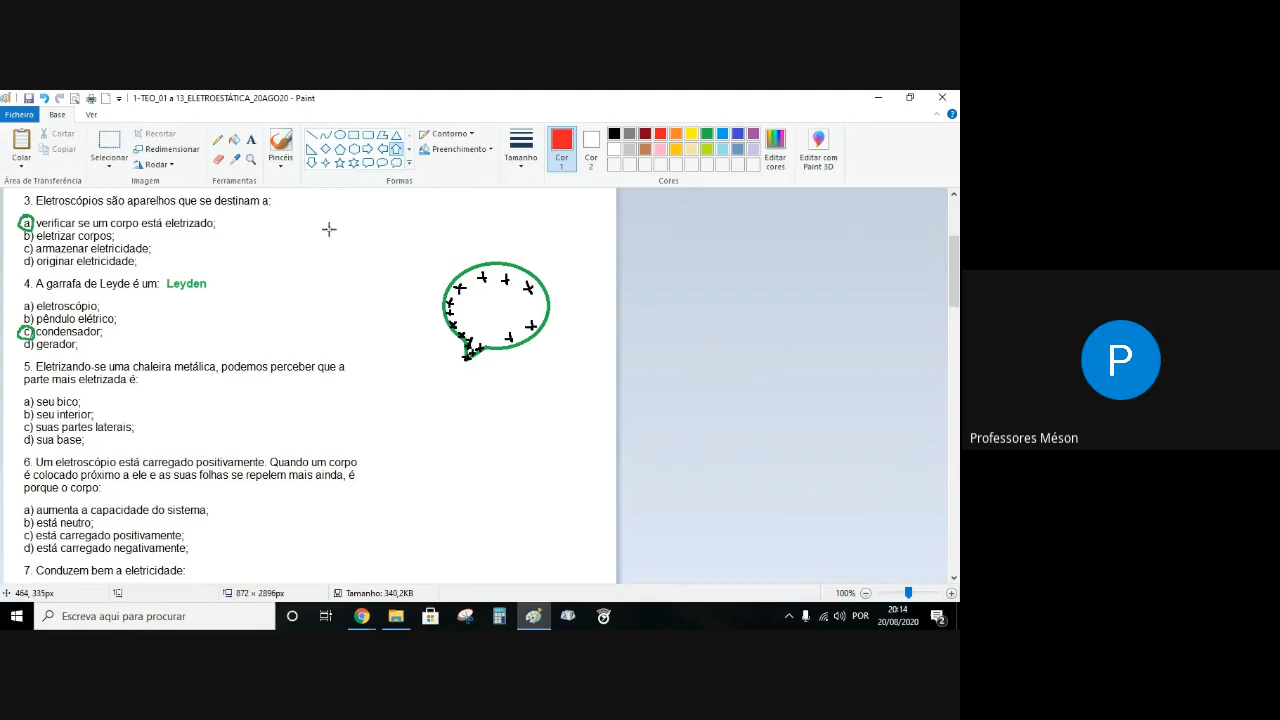 1-TEO_01 a 13_ELETROESTÁTICA_20AGO20 - Paint
Ficheiro Base Ver
Colar
Cortar
Copiar
Área de Transferência
Selecionar
Recortar
Redimensionar
Rodar
Imagem
A
Ferramentas
Pincéis
Contorno
Preenchimento
Formas
Tamanho
Cor 1
Cor 2
Editar cores
Cores
Editar com Paint 3D
3. Eletroscópios são aparelhos que se destinam a:
a) verificar se um corpo está eletrizado;
b) eletrizar corpos;
c) armazenar eletricidade;
d) originar eletricidade;
4. A garrafa de Leyde é um: Leyden
a) eletroscópio;
b) pêndulo elétrico;
c) condensador;
d) gerador;
5. Eletrizando-se uma chaleira metálica, podemos perceber que a
parte mais eletrizada é:
a) seu bico;
b) seu interior;
c) suas partes laterais;
d) sua base;
6. Um eletroscópio está carregado positivamente. Quando um corpo
é colocado próximo a ele e as suas folhas se repelem mais ainda, é
porque o corpo:
a) aumenta a capacidade do sistema;
b) está neutro;
c) está carregado positivamente;
d) está carregado negativamente;
7. Conduzem bem a eletricidade:
464, 335px
872 × 2896px
Tamanho: 340,2KB
100%
Escreva aqui para procurar
POR
20:14
20/08/2020
2
P
Professores Méson